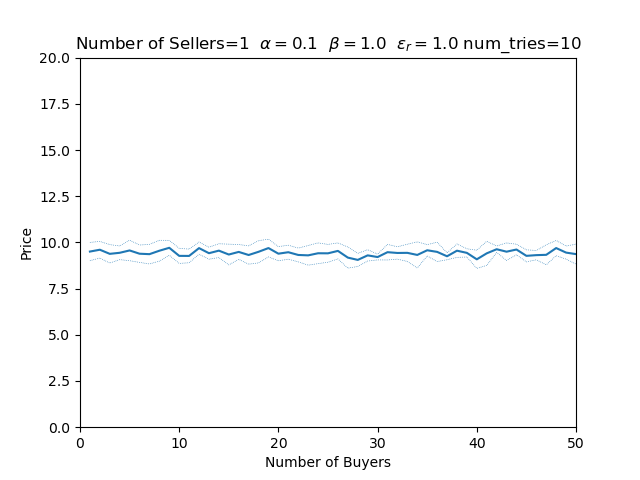 Number of Sellers=1 α = 0.1 β = 1.0 εᵣ = 1.0 num_tries=10
20.0
17.5
15.0
12.5
10.0
7.5
5.0
2.5
0.0
Price
0 10 20 30 40 50
Number of Buyers